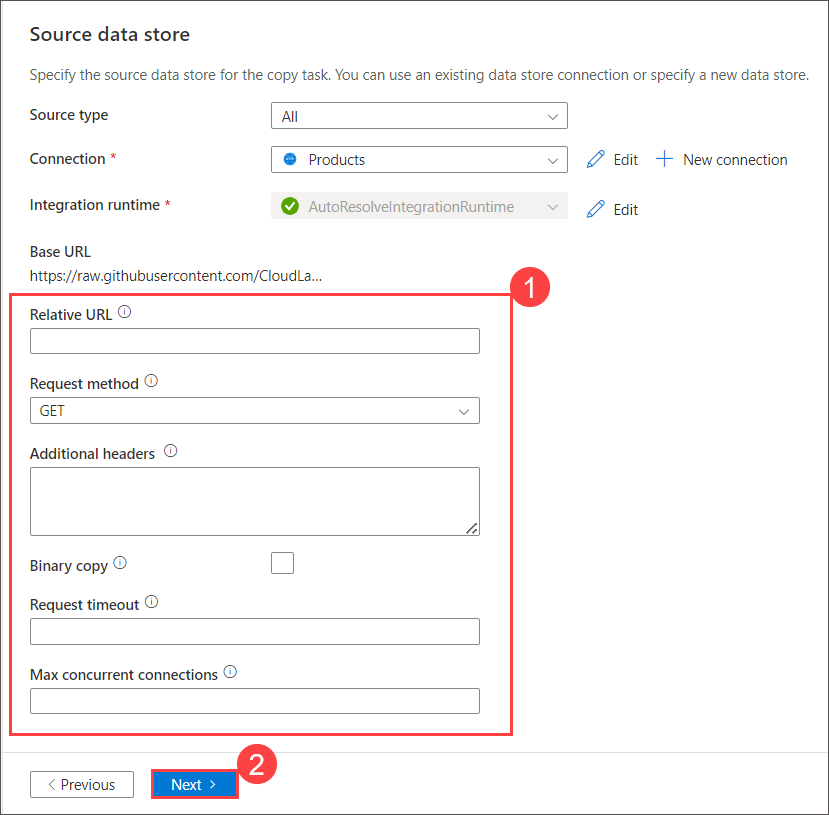 Source data store
Specify the source data store for the copy task. You can use an existing data store connection or specify a new data store.
Source type
All
Connection *
Products
Edit
New connection
Integration runtime *
AutoResolveIntegrationRuntime
Edit
Base URL
https://raw.githubusercontent.com/CloudLa...
1
Relative URL
Request method
GET
Additional headers
Binary copy
Request timeout
Max concurrent connections
2
< Previous
Next >